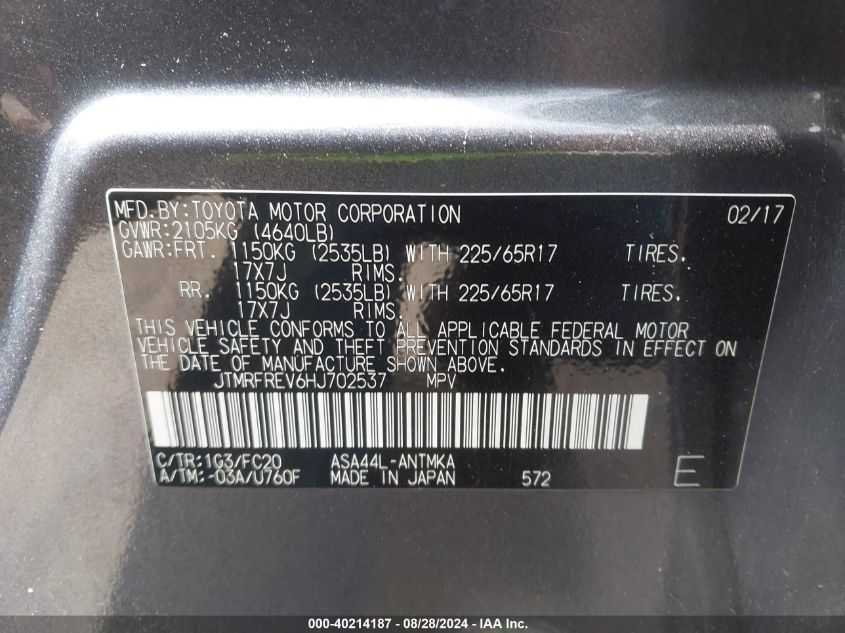 MFD.BY:TOYOTA MOTOR CORPORATION 02/17
GVWR:2105KG (4640LB)
GAWR:FRT. 1150KG (2535LB) WITH 225/65R17 TIRES.
17X7J RIMS.
RR. 1150KG (2535LB) WITH 225/65R17 TIRES.
17X7J RIMS.
THIS VEHICLE CONFORMS TO ALL APPLICABLE FEDERAL MOTOR
VEHICLE SAFETY AND THEFT PREVENTION STANDARDS IN EFFECT ON
THE DATE OF MANUFACTURE SHOWN ABOVE.
JTMRFREV6HJ702537 MPV
C/TR:1G3/FC20 ASA44L-ANTMKA
A/TM:-03A/U760F MADE IN JAPAN 572 E
000-40214187 - 08/28/2024 - IAA Inc.